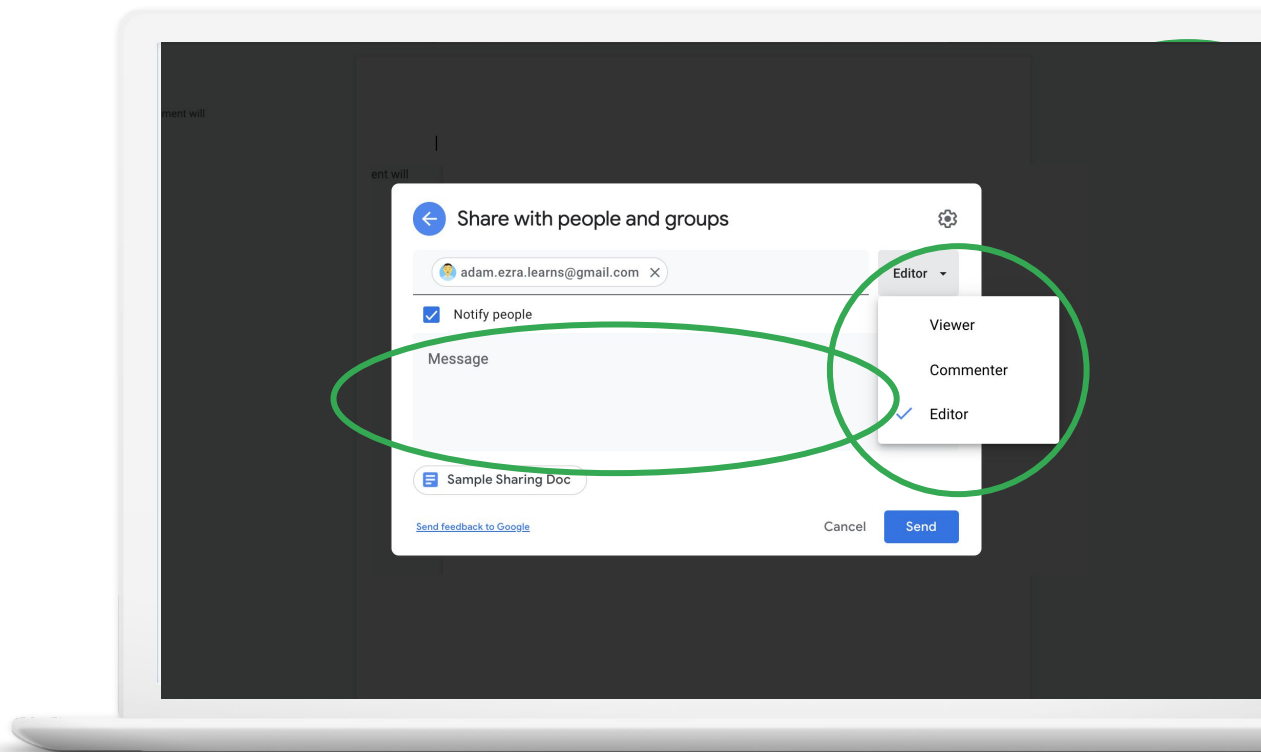 ment will
ent will
Share with people and groups
adam.ezra.learns@gmail.com
Editor
Notify people
Viewer
Message
Commenter
Editor
Sample Sharing Doc
Send feedback to Google
Cancel
Send